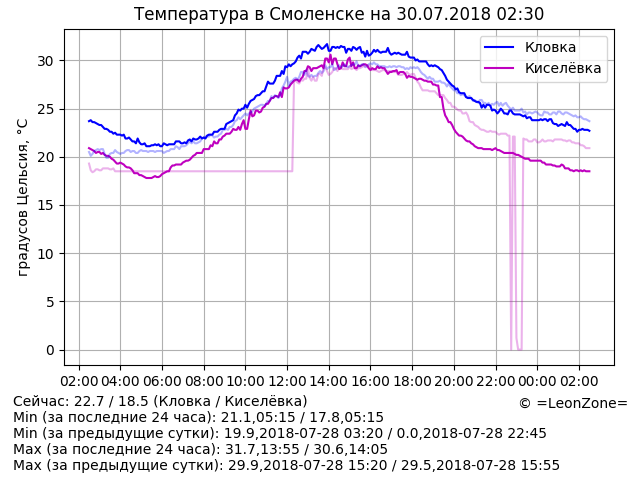 Температура в Смоленске на 30.07.2018 02:30
градусов Цельсия, °C
30
25
20
15
10
5
0
Кловка
Киселёвка
02:00 04:00 06:00 08:00 10:00 12:00 14:00 16:00 18:00 20:00 22:00 00:00 02:00
Сейчас: 22.7 / 18.5 (Кловка / Киселёвка)
© =LeonZone=
Min (за последние 24 часа): 21.1,05:15 / 17.8,05:15
Min (за предыдущие сутки): 19.9,2018-07-28 03:20 / 0.0,2018-07-28 22:45
Max (за последние 24 часа): 31.7,13:55 / 30.6,14:05
Max (за предыдущие сутки): 29.9,2018-07-28 15:20 / 29.5,2018-07-28 15:55